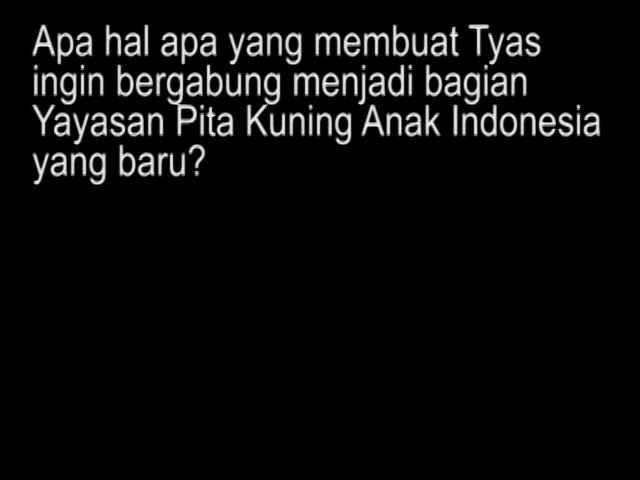 Apa hal apa yang membuat Tyas
ingin bergabung menjadi bagian
Yayasan Pita Kuning Anak Indonesia
yang baru?